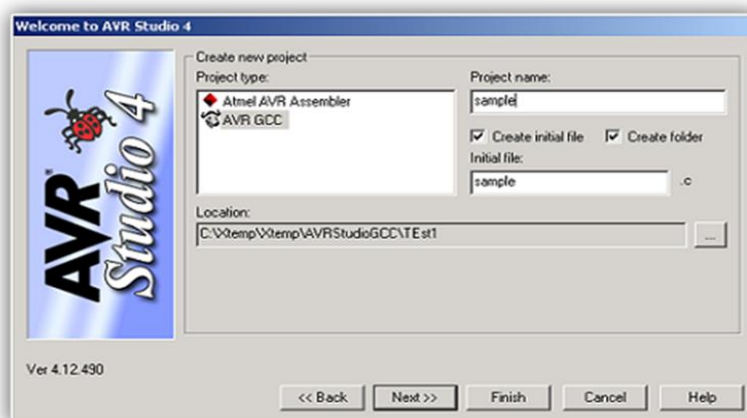 Welcome to AVR Studio 4
Create new project
Project type:
Atmel AVR Assembler
AVR GCC
Project name:
sample
Create initial file
Create folder
Initial file:
sample
.c
Location:
C:\Xtemp\Xtemp\AVRStudioGCC\TEst1
...
AVR®
Studio 4
Ver 4.12.490
<< Back
Next >>
Finish
Cancel
Help